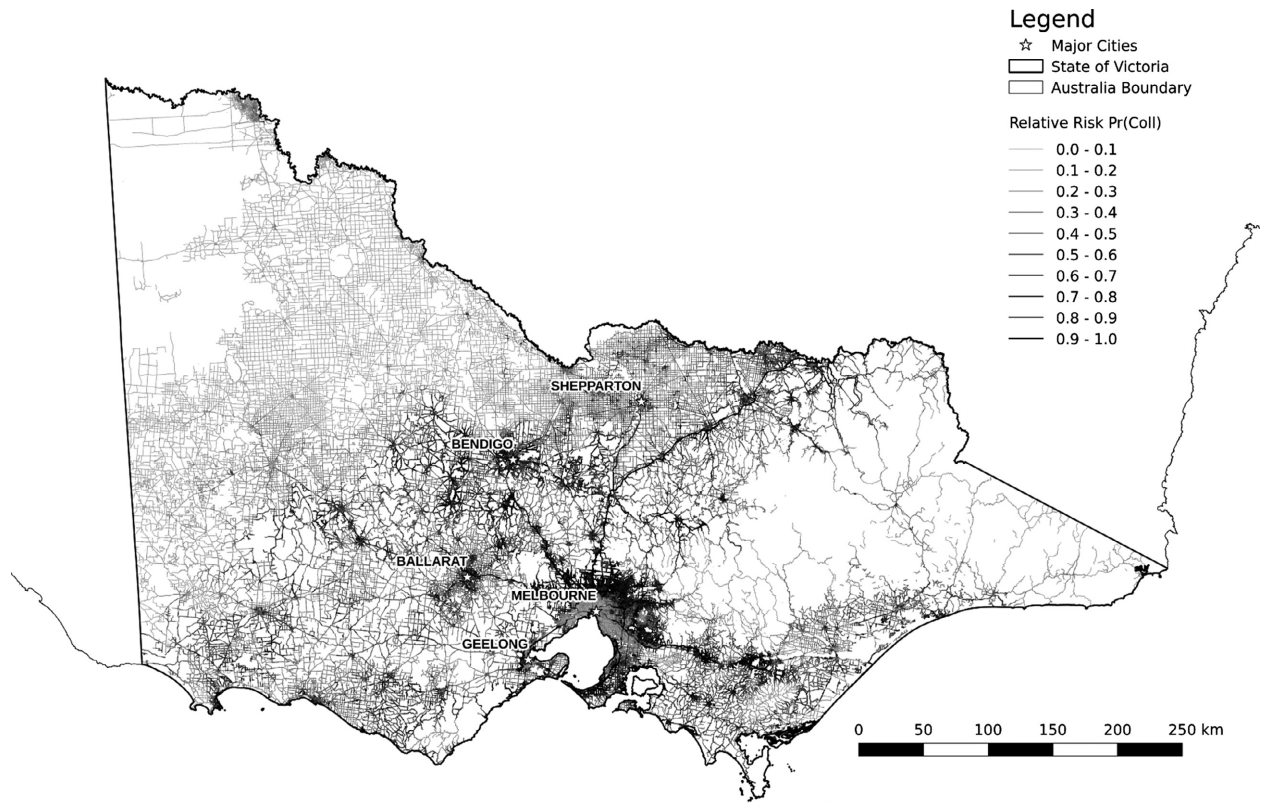 Legend
Major Cities
State of Victoria
Australia Boundary
Relative Risk Pr(Coll)
0.0 - 0.1
0.1 - 0.2
0.2 - 0.3
0.3 - 0.4
0.4 - 0.5
0.5 - 0.6
0.6 - 0.7
0.7 - 0.8
0.8 - 0.9
0.9 - 1.0
SHEPPARTON
BENDIGO
BALLARAT
MELBOURNE
GEELONG
0 50 100 150 200 250 km